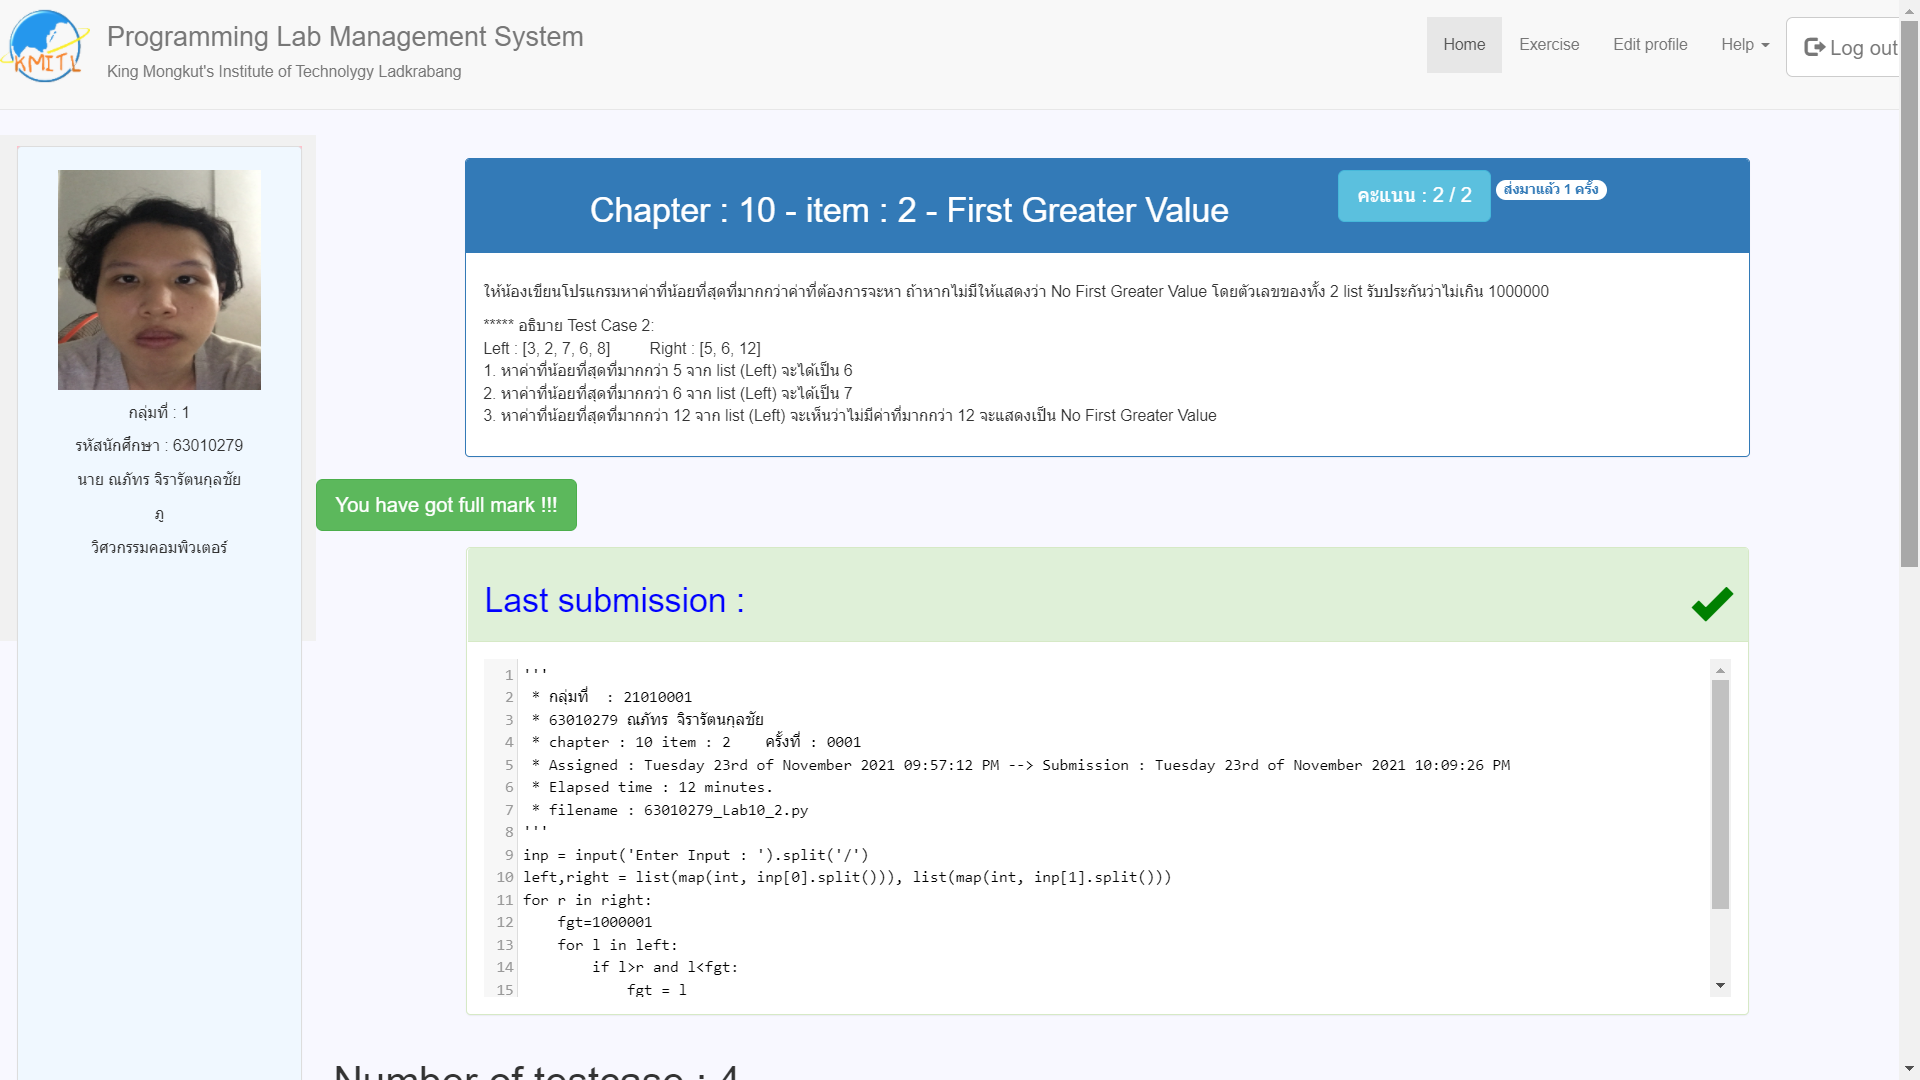 KMITL
Programming Lab Management System
King Mongkut's Institute of Technolygy Ladkrabang
Home
Exercise
Edit profile
Help
Log out
กลุ่มที่ : 1
รหัสนักศึกษา : 63010279
นาย ณภัทร จิรารัตนกุลชัย
ภู
วิศวกรรมคอมพิวเตอร์
Chapter : 10 - item : 2 - First Greater Value
คะแนน : 2 / 2
ส่งมาแล้ว 1 ครั้ง
ให้น้องเขียนโปรแกรมหาค่าที่น้อยที่สุดที่มากกว่าค่าที่ต้องการจะหา ถ้าหากไม่มีให้แสดงว่า No First Greater Value โดยตัวเลขของทั้ง 2 list รับประกันว่าไม่เกิน 1000000
***** อธิบาย Test Case 2:
Left : [3, 2, 7, 6, 8] Right : [5, 6, 12]
1. หาค่าที่น้อยที่สุดที่มากกว่า 5 จาก list (Left) จะได้เป็น 6
2. หาค่าที่น้อยที่สุดที่มากกว่า 6 จาก list (Left) จะได้เป็น 7
3. หาค่าที่น้อยที่สุดที่มากกว่า 12 จาก list (Left) จะเห็นว่าไม่มีค่าที่มากกว่า 12 จะแสดงเป็น No First Greater Value
You have got full mark !!!
Last submission :
1 '''
2 * กลุ่มที่ : 21010001
3 * 63010279 ณภัทร จิรารัตนกุลชัย
4 * chapter : 10 item : 2 ครั้งที่ : 0001
5 * Assigned : Tuesday 23rd of November 2021 09:57:12 PM --> Submission : Tuesday 23rd of November 2021 10:09:26 PM
6 * Elapsed time : 12 minutes.
7 * filename : 63010279_Lab10_2.py
8 '''
9 inp = input('Enter Input : ').split('/')
10 left,right = list(map(int, inp[0].split())), list(map(int, inp[1].split()))
11 for r in right:
12 fgt=1000001
13 for l in left:
14 if l>r and l<fgt:
15 fgt = l
Number of testcase : 4